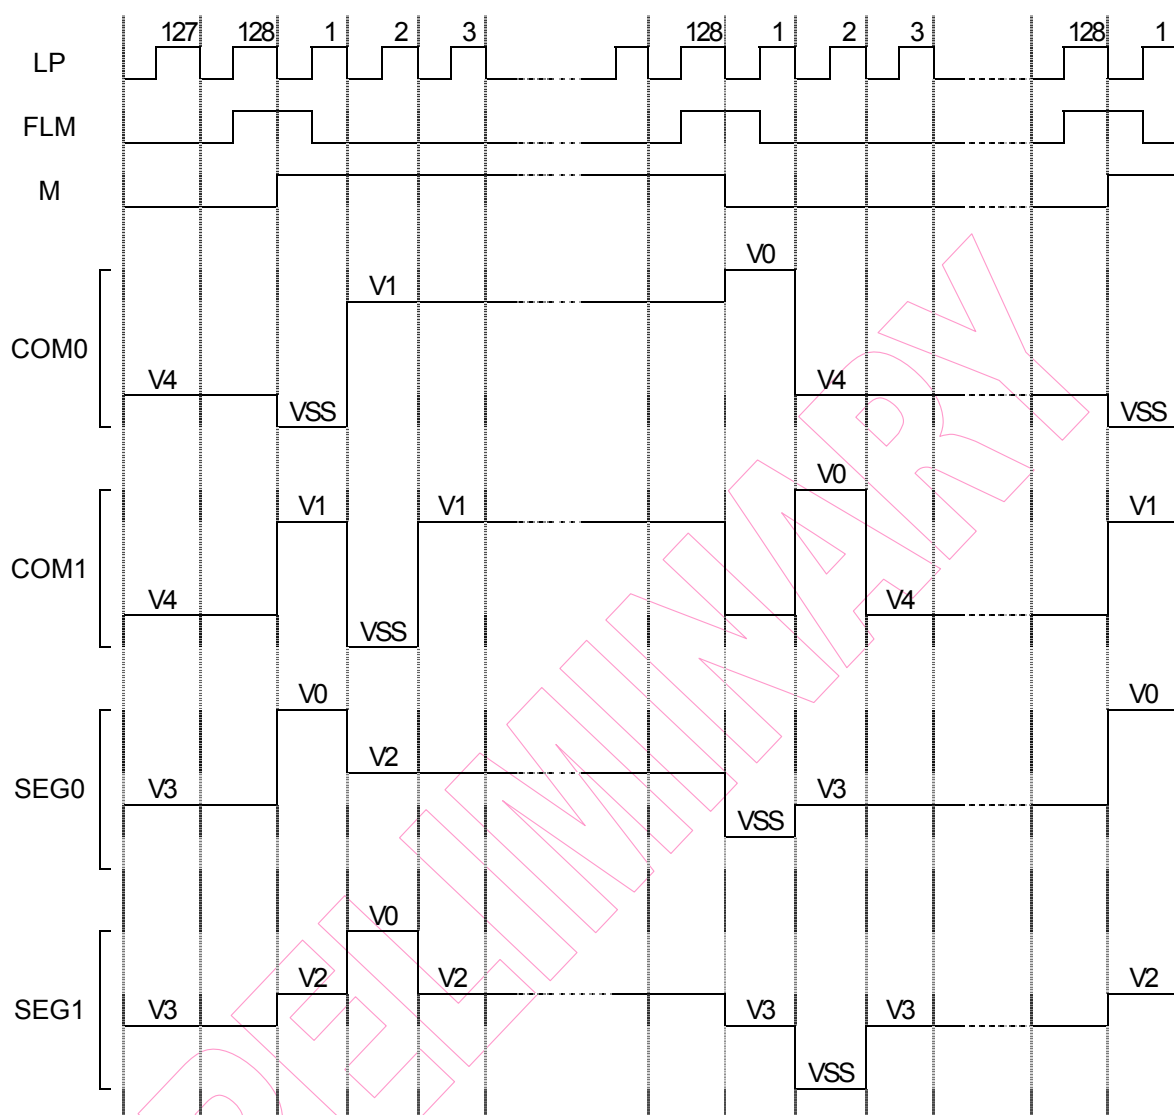 127 128 1 2 3 128 1 2 3 128 1
LP
FLM
M
V0
V1
COM0
V4 V4
VSS VSS
V0
V1 V1 V1
COM1
V4 V4
VSS
V0 V0
V2
SEG0 V3 V3
VSS
V0
V2 V2 V2
SEG1 V3 V3 V3
VSS
PRELIMINARY